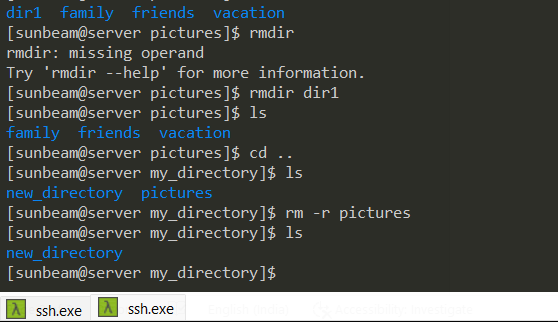 dir1 family friends vacation
[sunbeam@server pictures]$ rmdir
rmdir: missing operand
Try 'rmdir --help' for more information.
[sunbeam@server pictures]$ rmdir dir1
[sunbeam@server pictures]$ ls
family friends vacation
[sunbeam@server pictures]$ cd ..
[sunbeam@server my_directory]$ ls
new_directory pictures
[sunbeam@server my_directory]$ rm -r pictures
[sunbeam@server my_directory]$ ls
new_directory
[sunbeam@server my_directory]$
λ ssh.exe λ ssh.exe